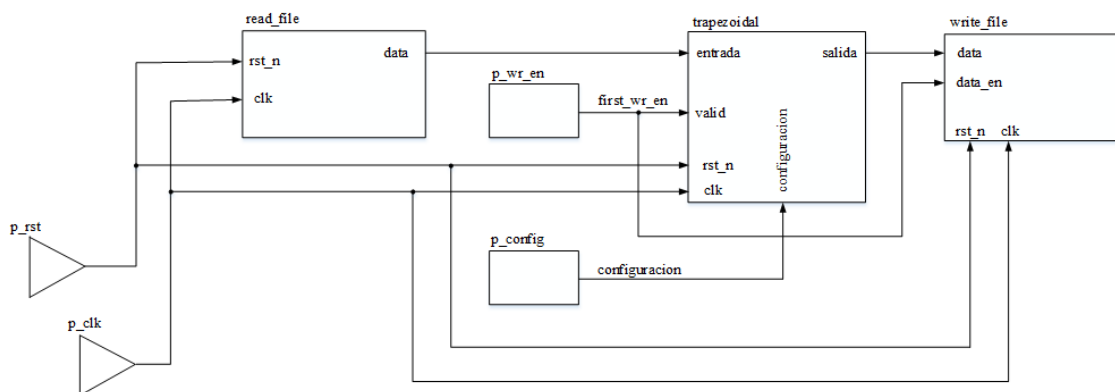 read_file
trapezoidal
write_file
data
entrada
salida
data
rst_n
p_wr_en
data_en
clk
first_wr_en
valid
rst_n
clk
configuracion
rst_n
clk
p_rst
p_config
configuracion
p_clk